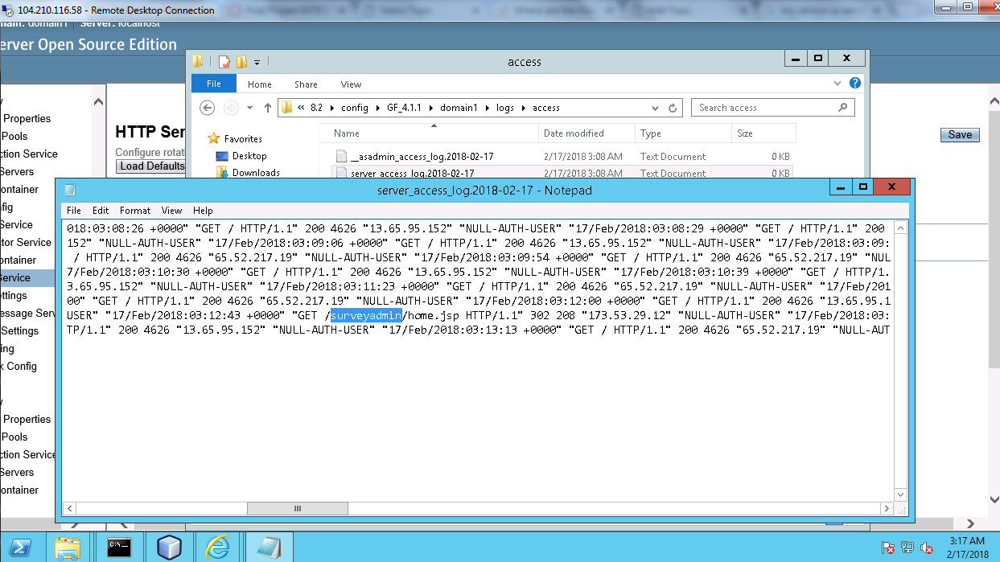 104.210.116.58 - Remote Desktop Connection
main: domain1 Server: localhost
erver Open Source Edition
access
File Home Share View
« 8.2 config GF_4.1.1 domain1 logs access
Search access
Favorites
Desktop
Downloads
Name Date modified Type Size
__asadmin_access_log.2018-02-17 2/17/2018 3:08 AM Text Document 0 KB
server_access_log.2018-02-17 2/17/2018 3:08 AM Text Document 0 KB
HTTP Ser
Configure rotat
Load Defaults
Save
y
Properties
Pools
ction Service
Servers
ontainer
fig
Service
ctor Service
ontainer
Service
ettings
essage Serv
Settings
ing
k Config
y
Properties
Pools
ction Service
Servers
ontainer
server_access_log.2018-02-17 - Notepad
File Edit Format View Help
018:03:08:26 +0000" "GET / HTTP/1.1" 200 4626 "13.65.95.152" "NULL-AUTH-USER" "17/Feb/2018:03:08:29 +0000" "GET / HTTP/1.1" 200
152" "NULL-AUTH-USER" "17/Feb/2018:03:09:06 +0000" "GET / HTTP/1.1" 200 4626 "13.65.95.152" "NULL-AUTH-USER" "17/Feb/2018:03:09:
/ HTTP/1.1" 200 4626 "65.52.217.19" "NULL-AUTH-USER" "17/Feb/2018:03:09:54 +0000" "GET / HTTP/1.1" 200 4626 "65.52.217.19" "NUL
7/Feb/2018:03:10:30 +0000" "GET / HTTP/1.1" 200 4626 "13.65.95.152" "NULL-AUTH-USER" "17/Feb/2018:03:10:39 +0000" "GET / HTTP/1.
3.65.95.152" "NULL-AUTH-USER" "17/Feb/2018:03:11:23 +0000" "GET / HTTP/1.1" 200 4626 "65.52.217.19" "NULL-AUTH-USER" "17/Feb/201
00" "GET / HTTP/1.1" 200 4626 "65.52.217.19" "NULL-AUTH-USER" "17/Feb/2018:03:12:00 +0000" "GET / HTTP/1.1" 200 4626 "13.65.95.1
USER" "17/Feb/2018:03:12:43 +0000" "GET /surveyadmin/home.jsp HTTP/1.1" 302 208 "173.53.29.12" "NULL-AUTH-USER" "17/Feb/2018:03:
TP/1.1" 200 4626 "13.65.95.152" "NULL-AUTH-USER" "17/Feb/2018:03:13:13 +0000" "GET / HTTP/1.1" 200 4626 "65.52.217.19" "NULL-AUT
3:17 AM
2/17/2018